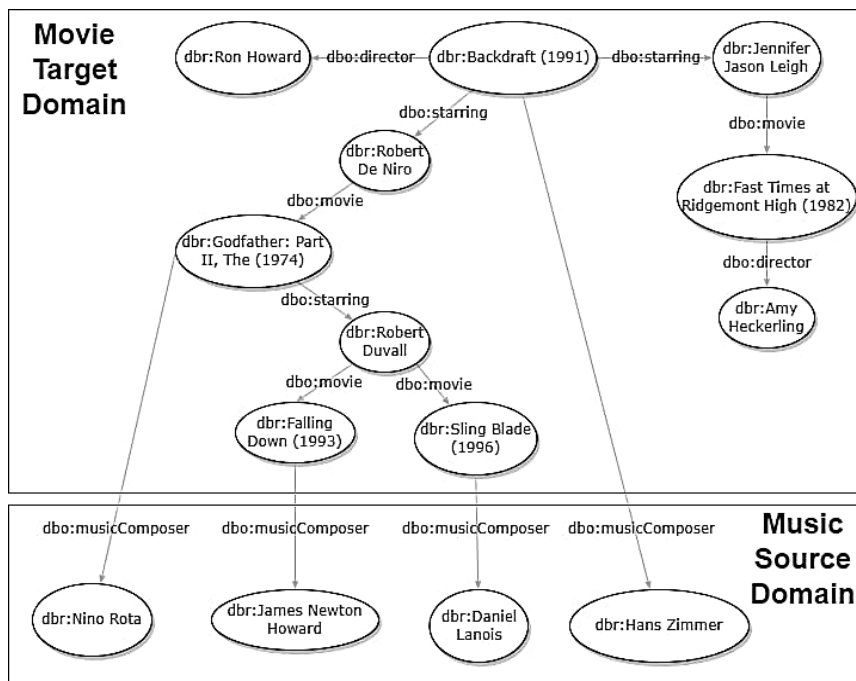 Movie
Target
Domain
dbr:Ron Howard
dbo:director
dbr:Backdraft (1991)
dbo:starring
dbr:Jennifer
Jason Leigh
dbo:starring
dbo:movie
dbr:Robert
De Niro
dbo:movie
dbr:Fast Times at
Ridgemont High (1982)
dbr:Godfather: Part
II, The (1974)
dbo:starring
dbo:director
dbr:Amy
Heckerling
dbr:Robert
Duvall
dbo:movie
dbo:movie
dbr:Falling
Down (1993)
dbr:Sling Blade
(1996)
dbo:musicComposer
dbo:musicComposer
dbo:musicComposer
dbo:musicComposer
Music
Source
Domain
dbr:Nino Rota
dbr:James Newton
Howard
dbr:Daniel
Lanois
dbr:Hans Zimmer